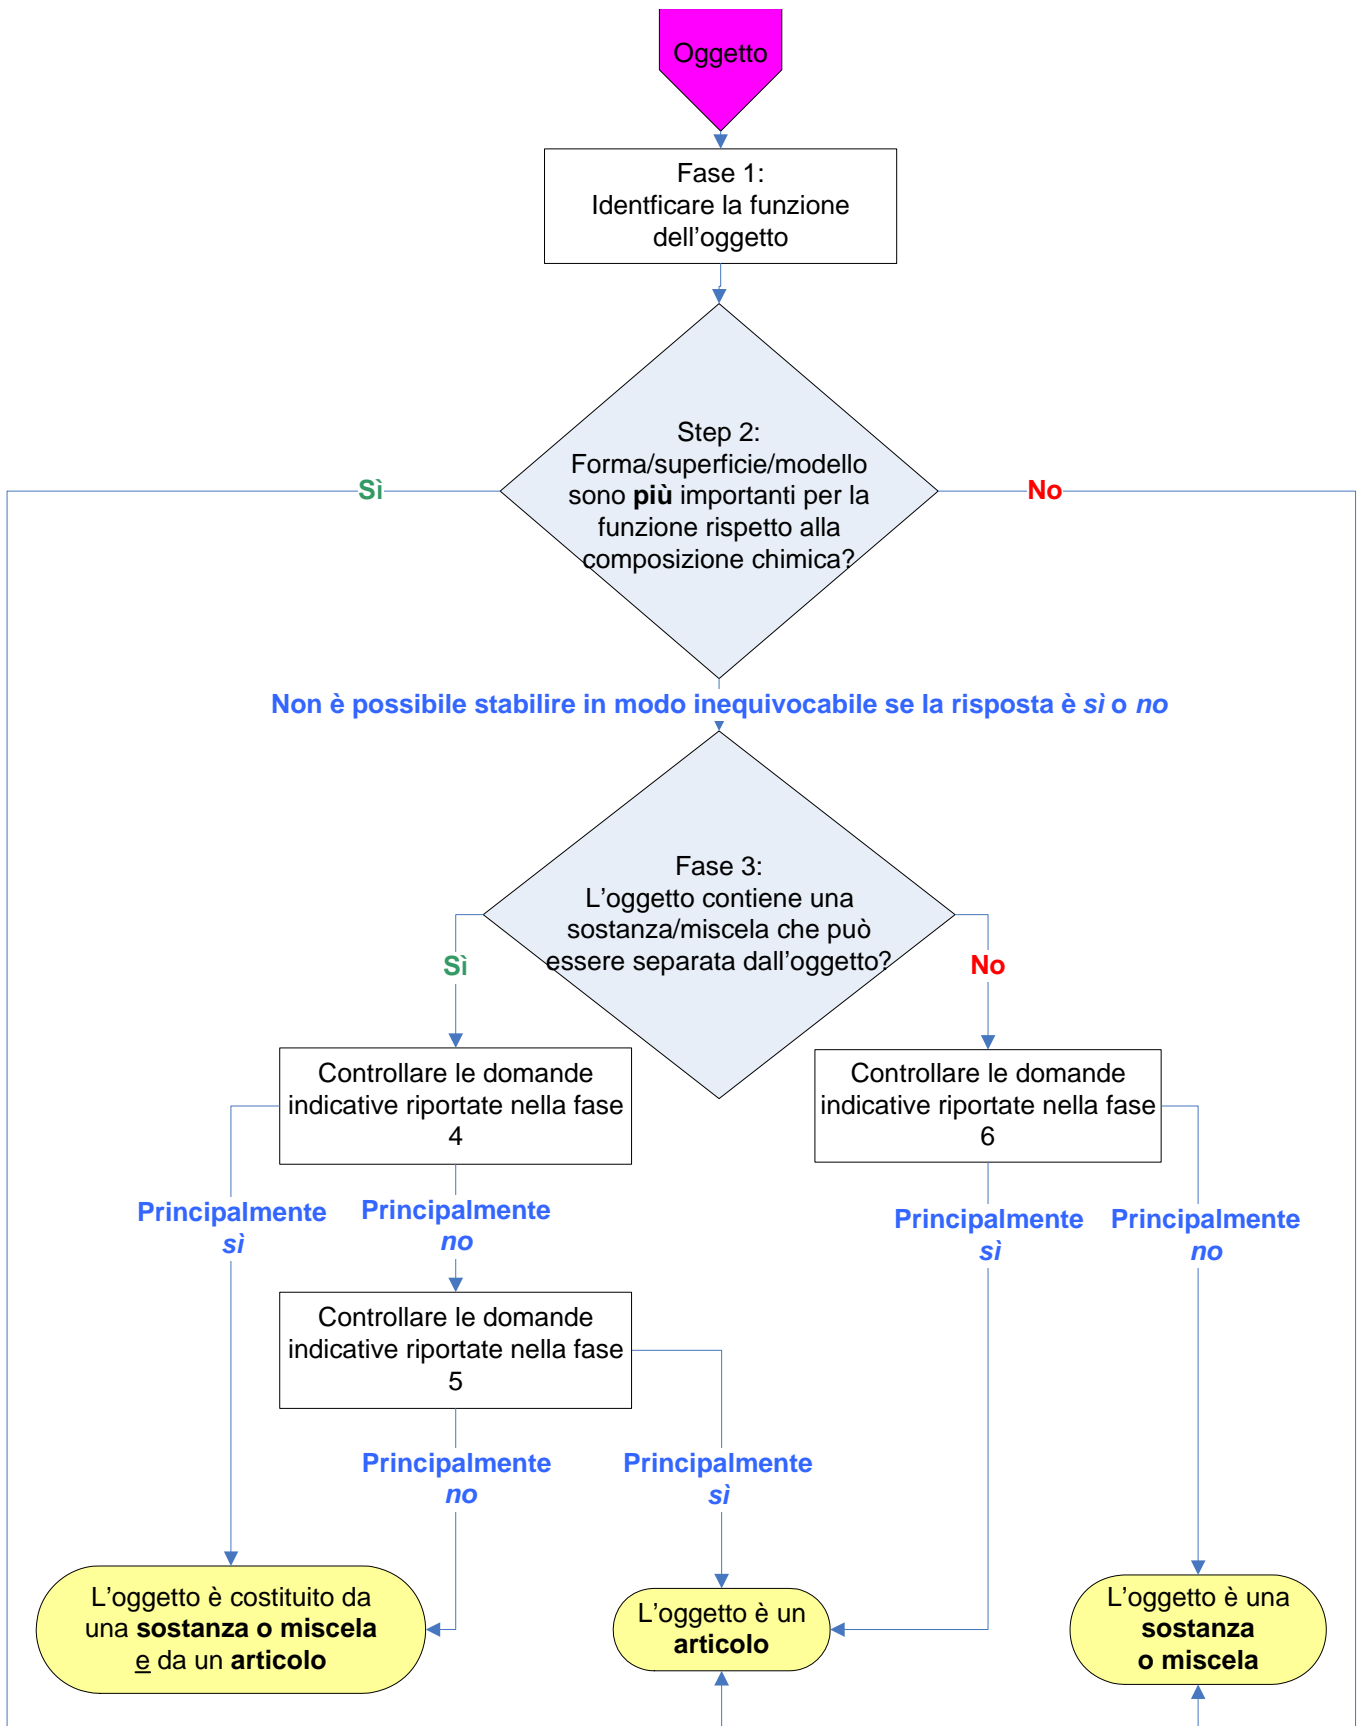 Oggetto
Fase 1:
Identficare la funzione
dell’oggetto
Step 2:
Forma/superficie/modello
sono più importanti per la
funzione rispetto alla
composizione chimica?
Sì
No
Non è possibile stabilire in modo inequivocabile se la risposta è sì o no
Fase 3:
L’oggetto contiene una
sostanza/miscela che può
essere separata dall’oggetto?
Sì
No
Controllare le domande
indicative riportate nella fase
4
Controllare le domande
indicative riportate nella fase
6
Principalmente
sì
Principalmente
no
Principalmente
sì
Principalmente
no
Controllare le domande
indicative riportate nella fase
5
Principalmente
no
Principalmente
sì
L’oggetto è costituito da
una sostanza o miscela
e da un articolo
L’oggetto è un
articolo
L’oggetto è una
sostanza
o miscela